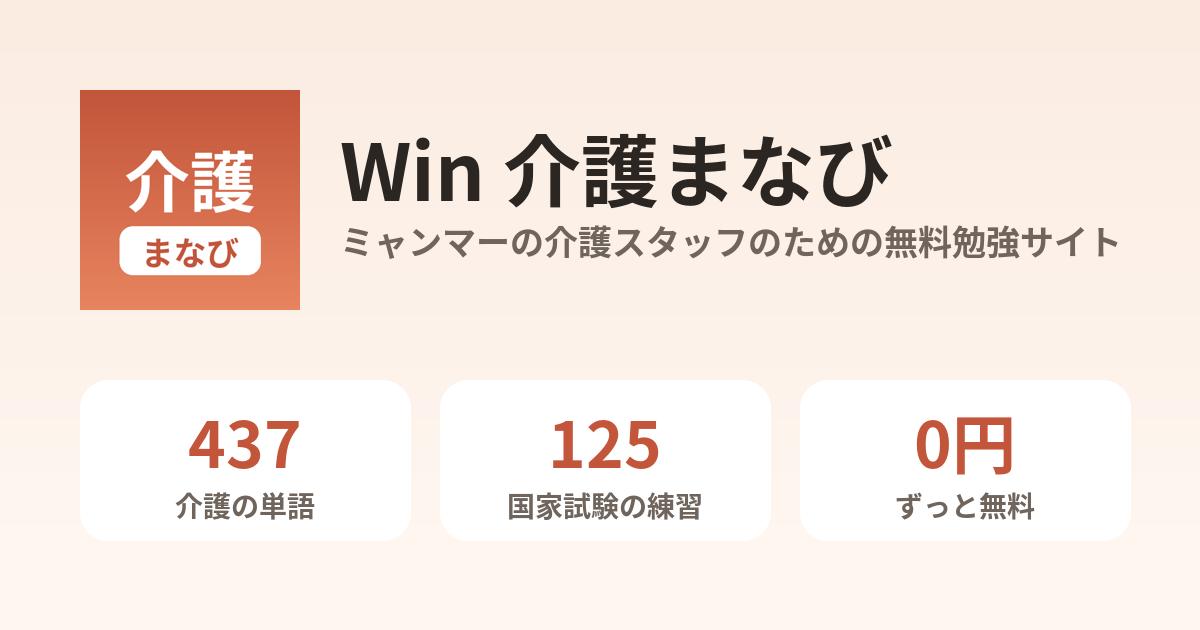 介護
まなび
Win 介護まなび
ミャンマーの介護スタッフのための無料勉強サイト
437
介護の単語
125
国家試験の練習
0円
ずっと無料